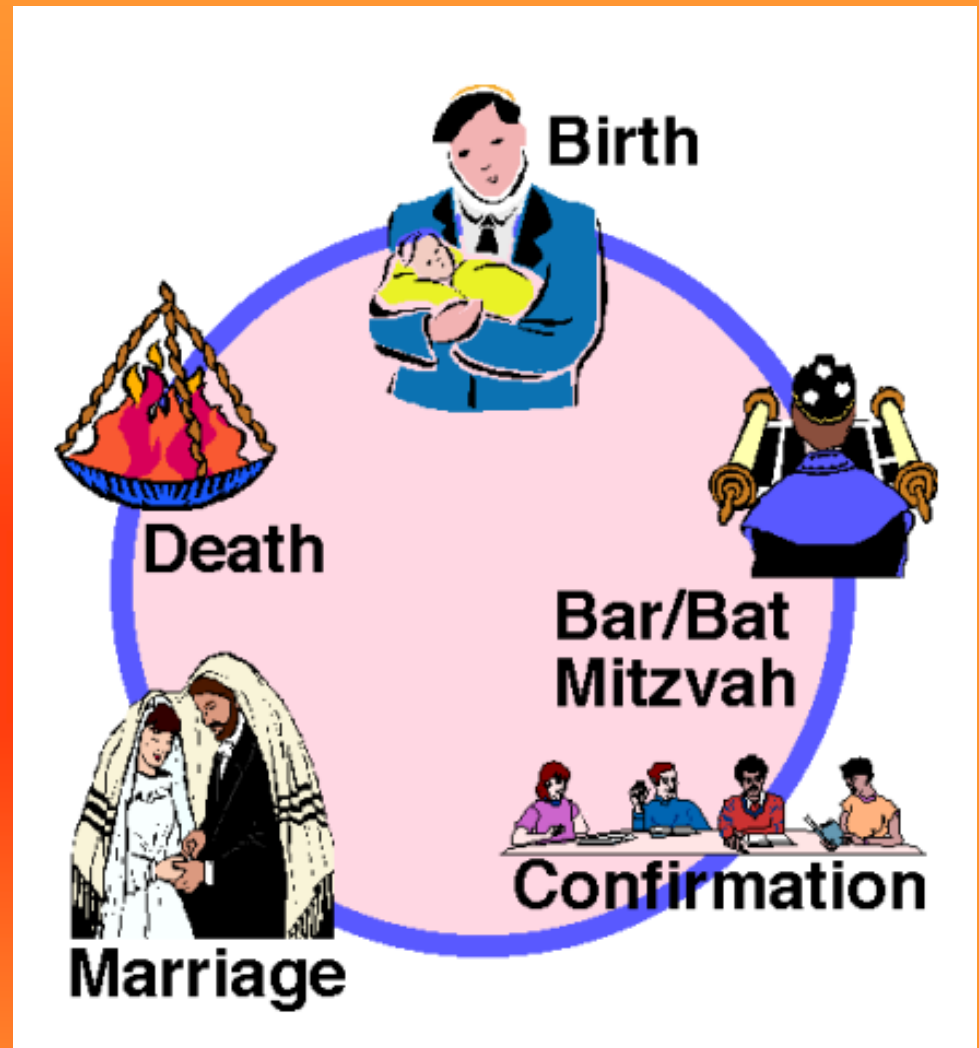 Birth
Bar/Bat
Mitzvah
Confirmation
Marriage
Death